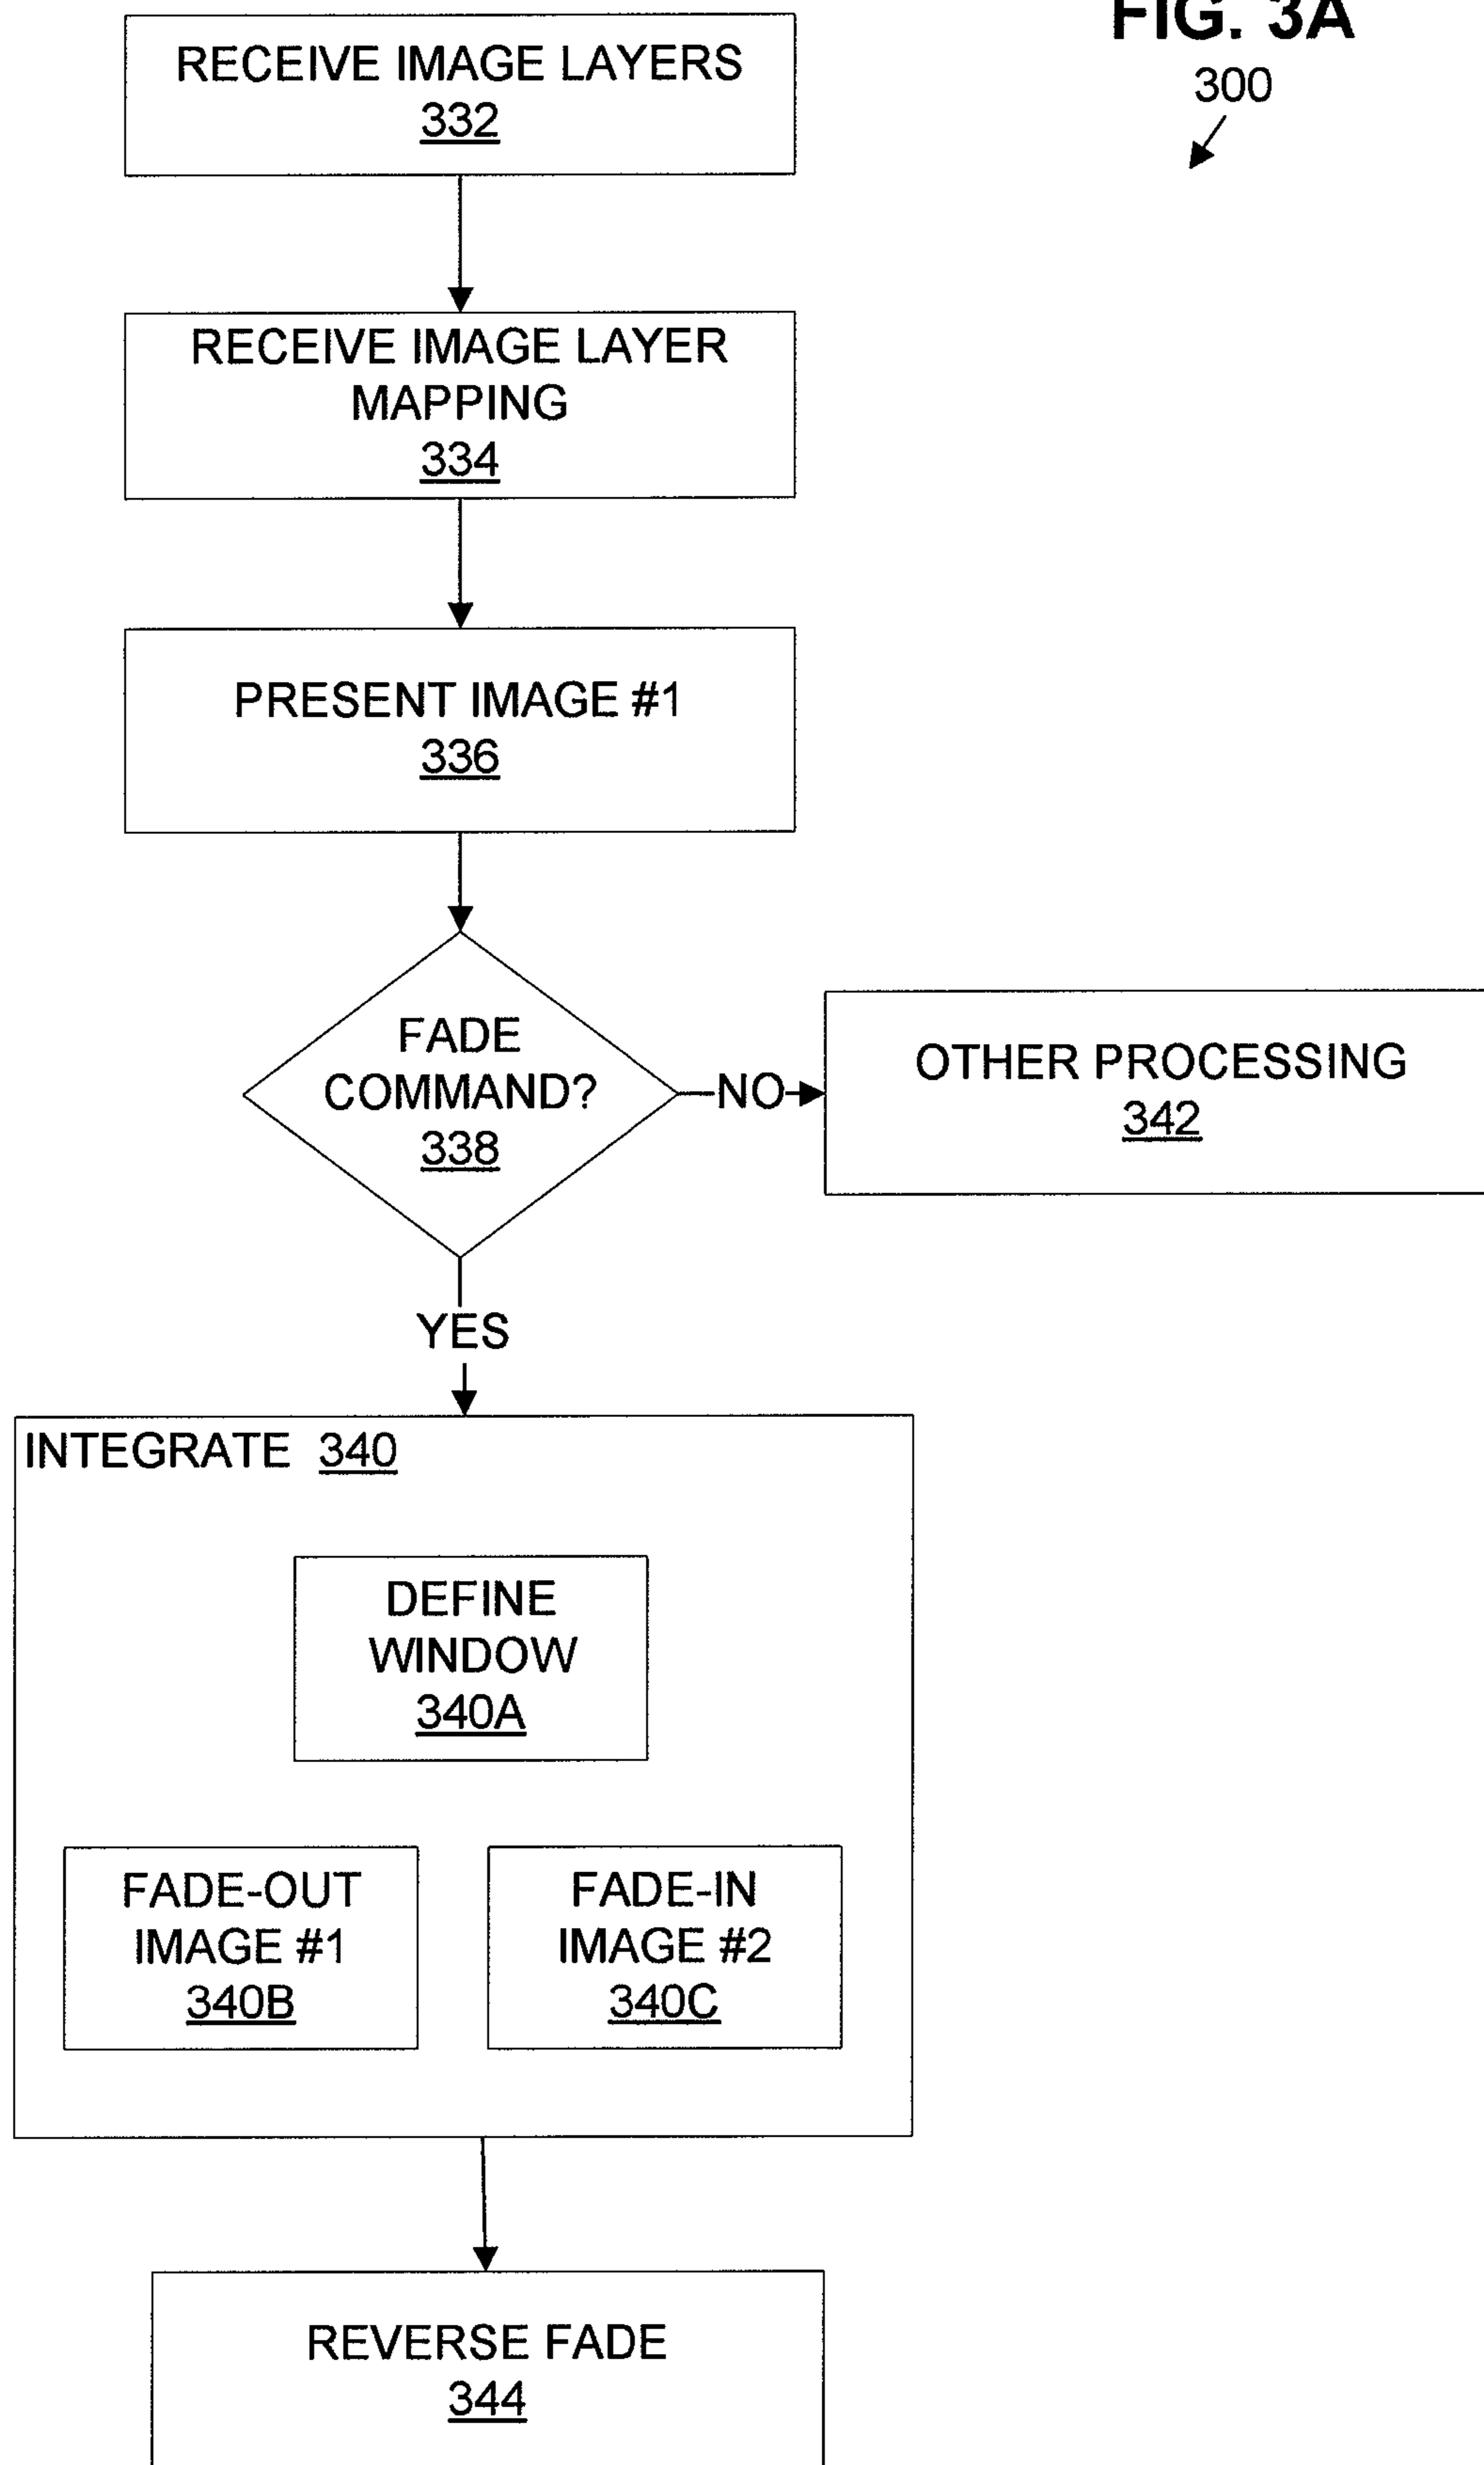 FIG. 3A
300
RECEIVE IMAGE LAYERS
332
RECEIVE IMAGE LAYER
MAPPING
334
PRESENT IMAGE #1
336
FADE
COMMAND?
338
NO
OTHER PROCESSING
342
YES
INTEGRATE 340
DEFINE
WINDOW
340A
FADE-OUT
IMAGE #1
340B
FADE-IN
IMAGE #2
340C
REVERSE FADE
344